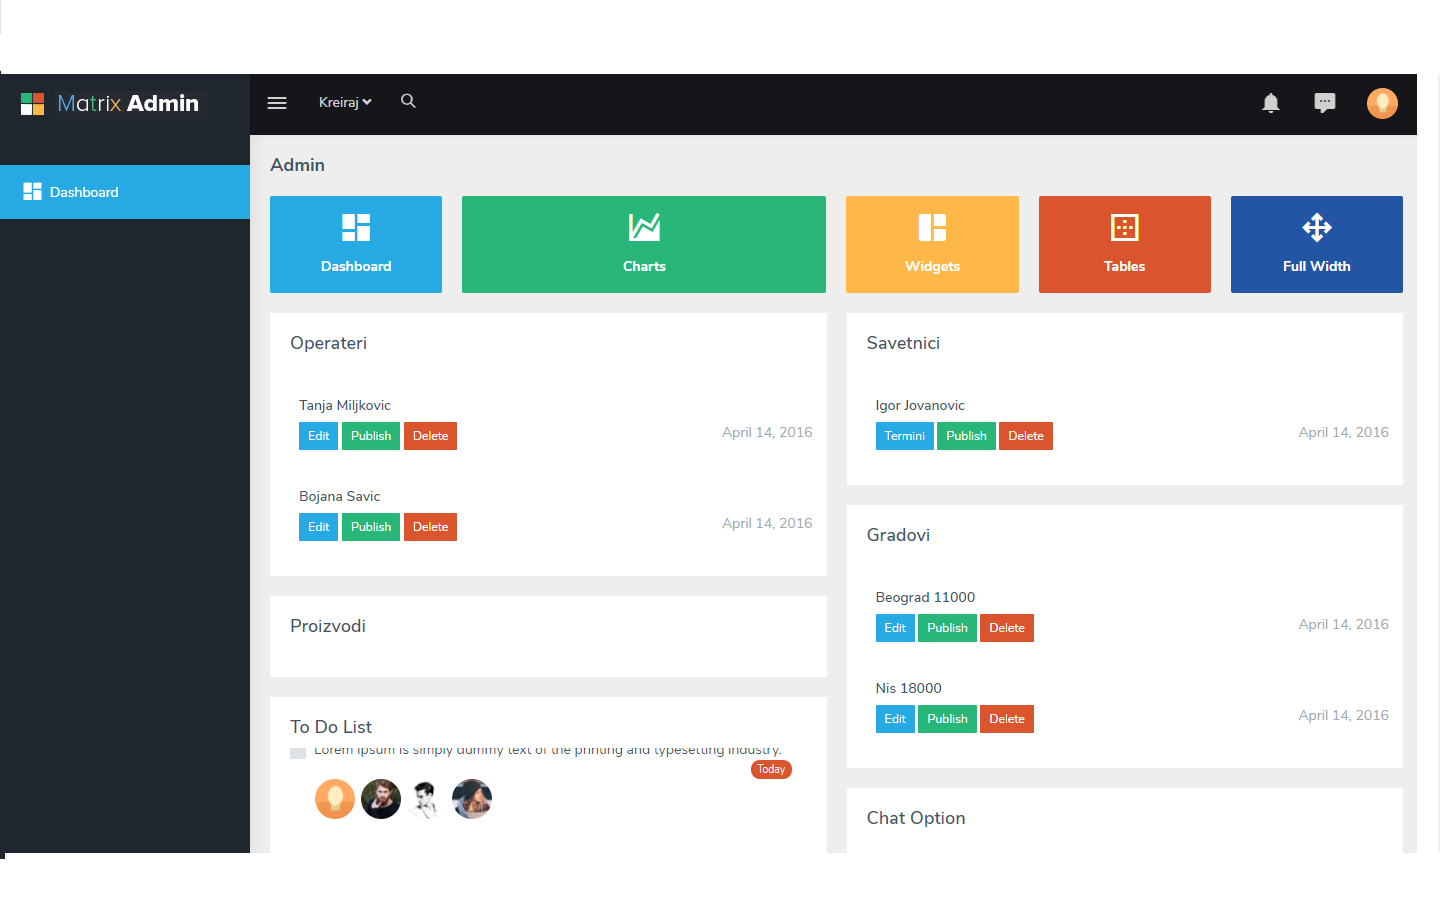 Matrix Admin
Kreiraj
Dashboard
Admin
Dashboard
Charts
Widgets
Tables
Full Width
Operateri
Tanja Miljkovic
Edit Publish Delete
April 14, 2016
Bojana Savic
Edit Publish Delete
April 14, 2016
Proizvodi
To Do List
Lorem Ipsum is simply dummy text of the printing and typesetting industry.
Today
Savetnici
Igor Jovanovic
Termini Publish Delete
April 14, 2016
Gradovi
Beograd 11000
Edit Publish Delete
April 14, 2016
Nis 18000
Edit Publish Delete
April 14, 2016
Chat Option